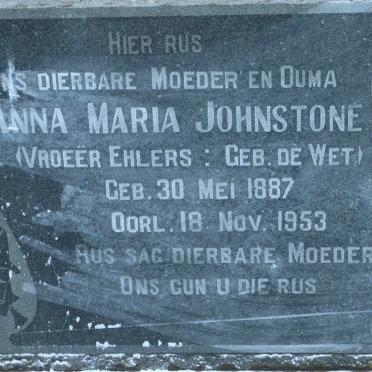 HIER RUS
ONS DIERBARE MOEDER EN OUMA
ANNA MARIA JOHNSTONE
(VROEËR EHLERS : GEB. DE WET)
GEB. 30 MEI 1887
OORL. 18 NOV. 1953
RUS SAG DIERBARE MOEDER
ONS GUN U DIE RUS